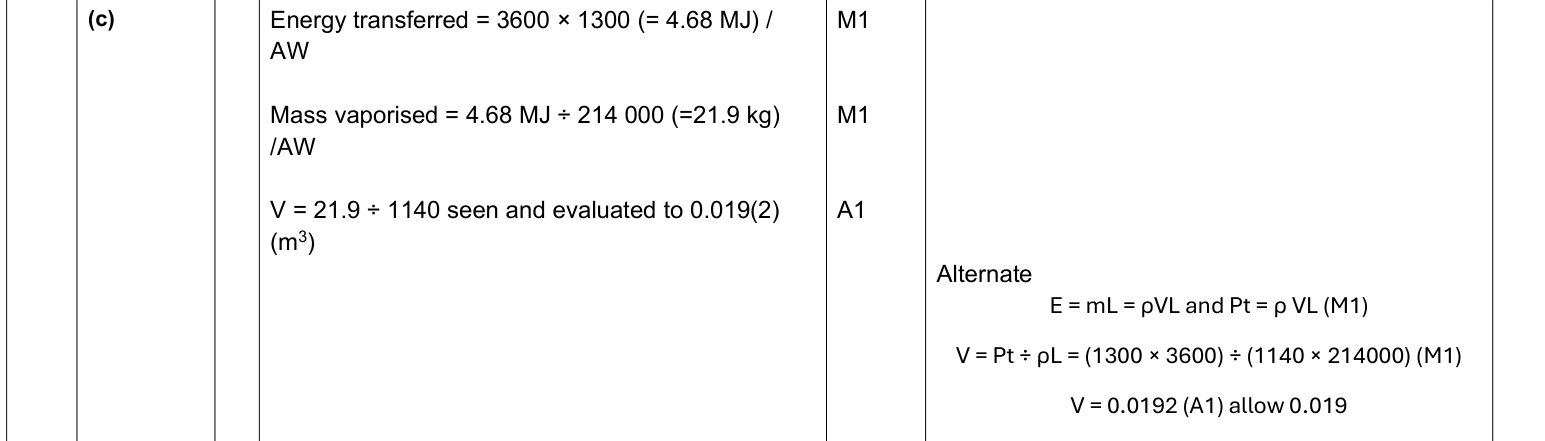 (c)
Energy transferred = 3600 × 1300 (= 4.68 MJ) /
AW
M1
Mass vaporised = 4.68 MJ ÷ 214 000 (=21.9 kg)
/AW
M1
V = 21.9 ÷ 1140 seen and evaluated to 0.019(2)
(m³)
A1
Alternate
E = mL = ρVL and Pt = ρ VL (M1)
V = Pt ÷ ρL = (1300 × 3600) ÷ (1140 × 214000) (M1)
V = 0.0192 (A1) allow 0.019